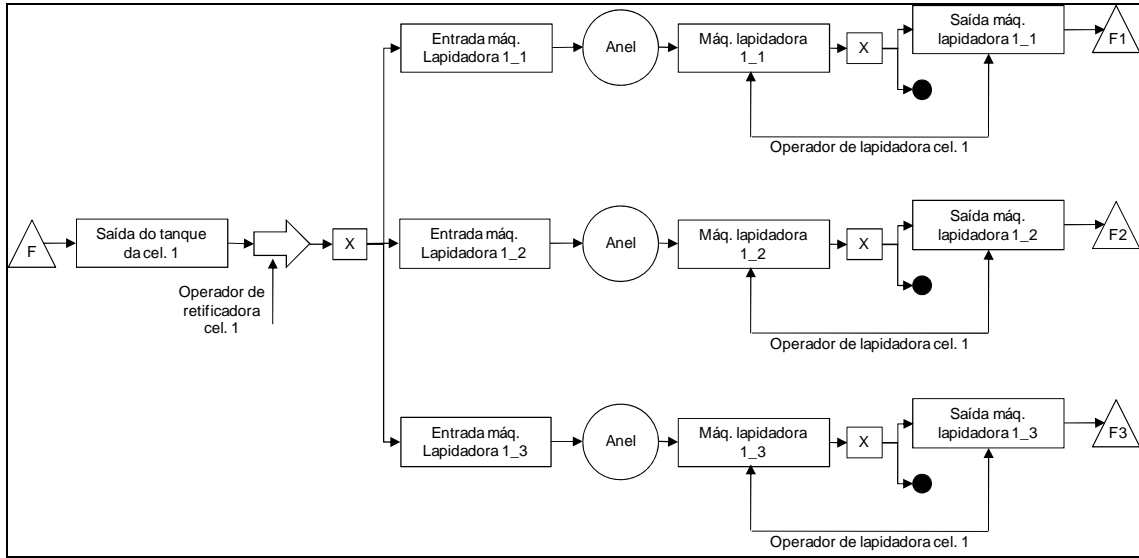 Entrada máq.
Lapidadora 1_1
Anel
Máq. lapidadora
1_1
X
Saída máq.
lapidadora 1_1
F1
Operador de lapidadora cel. 1
F
Saída do tanque
da cel. 1
Operador de
retificadora
cel. 1
X
Entrada máq.
Lapidadora 1_2
Anel
Máq. lapidadora
1_2
X
Saída máq.
lapidadora 1_2
F2
Operador de lapidadora cel. 1
Entrada máq.
Lapidadora 1_3
Anel
Máq. lapidadora
1_3
X
Saída máq.
lapidadora 1_3
F3
Operador de lapidadora cel. 1